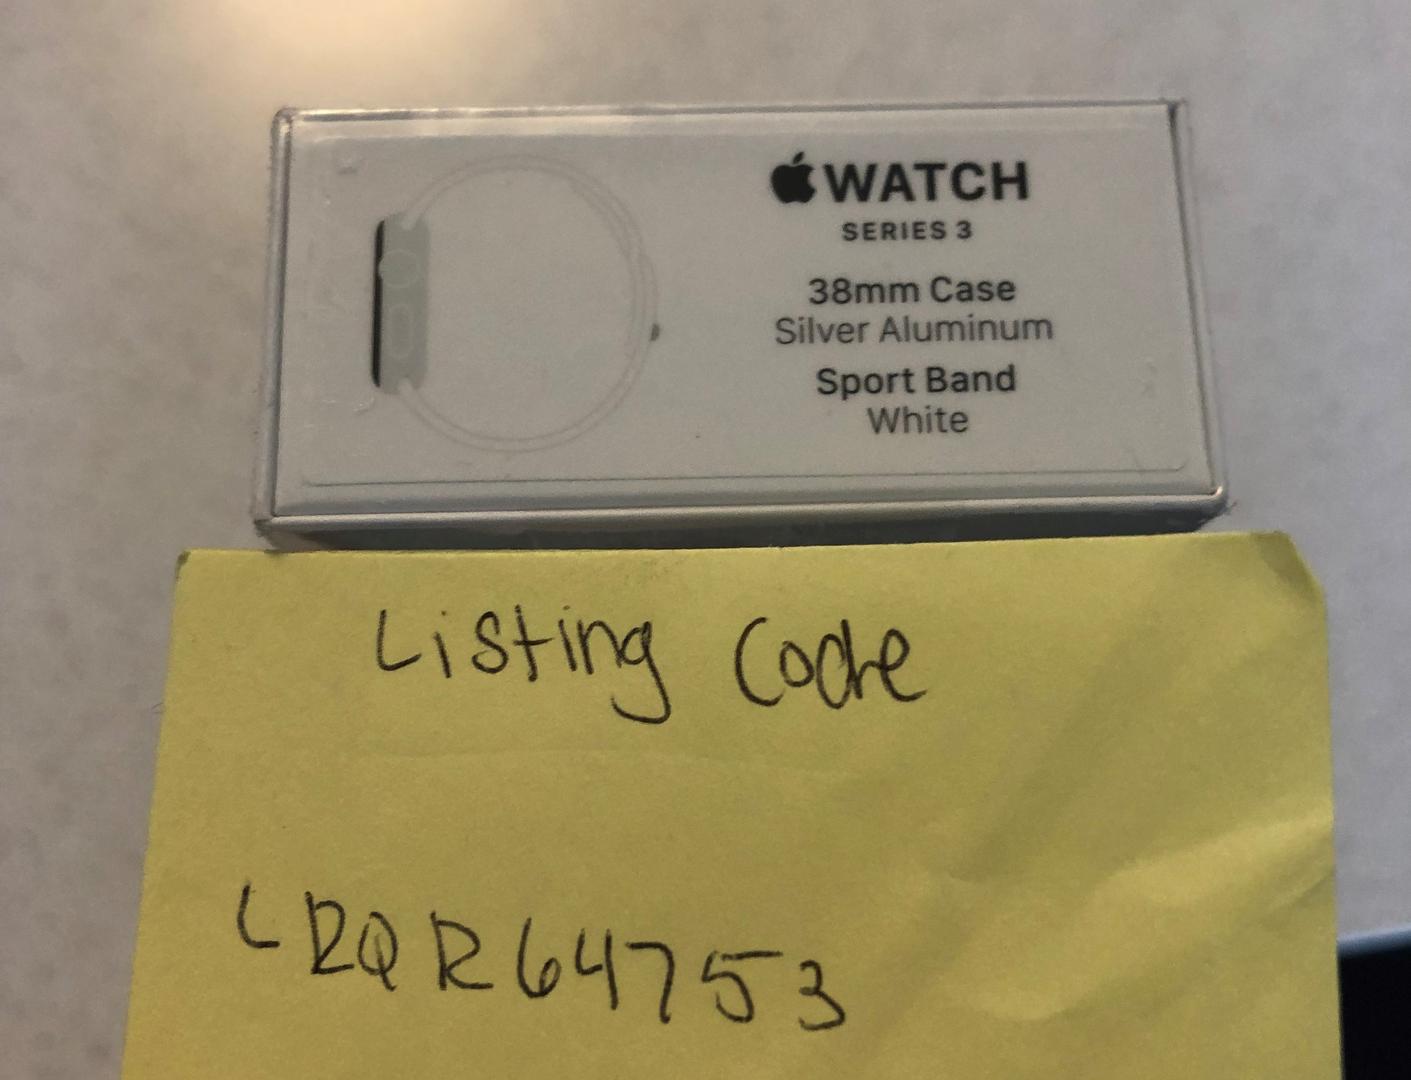 WATCH
SERIES 3
38mm Case
Silver Aluminum
Sport Band
White
Listing Code
LRQR64753